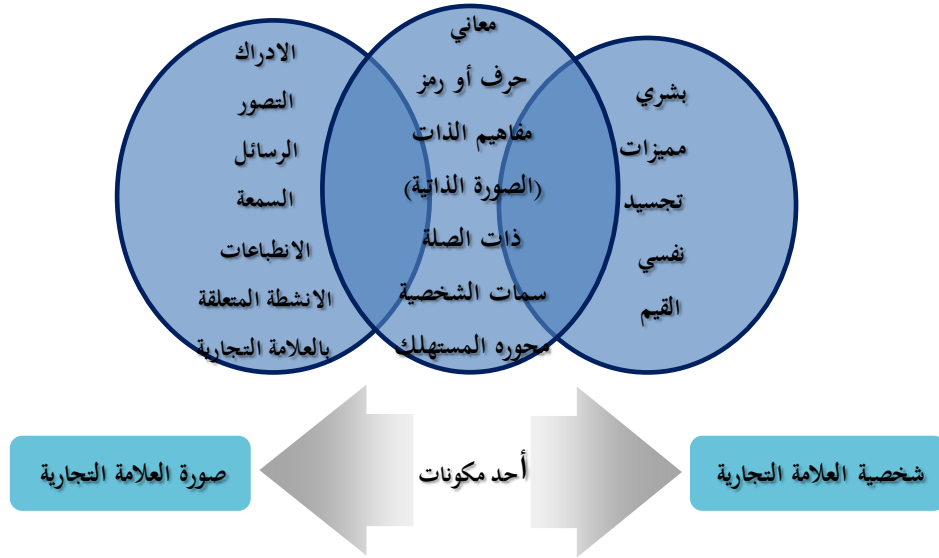 بشري
مميزات
تجسيد
نفسي
القيم
معاني
حرف أو رمز
مفاهيم الذات
(الصورة الذاتية)
ذات الصلة
سمات الشخصية
محوره المستهلك
الادراك
التصور
الرسائل
السمعة
الانطباعات
الانشطة المتعلقة
بالعلامة التجارية
شخصية العلامة التجارية
أحد مكونات
صورة العلامة التجارية